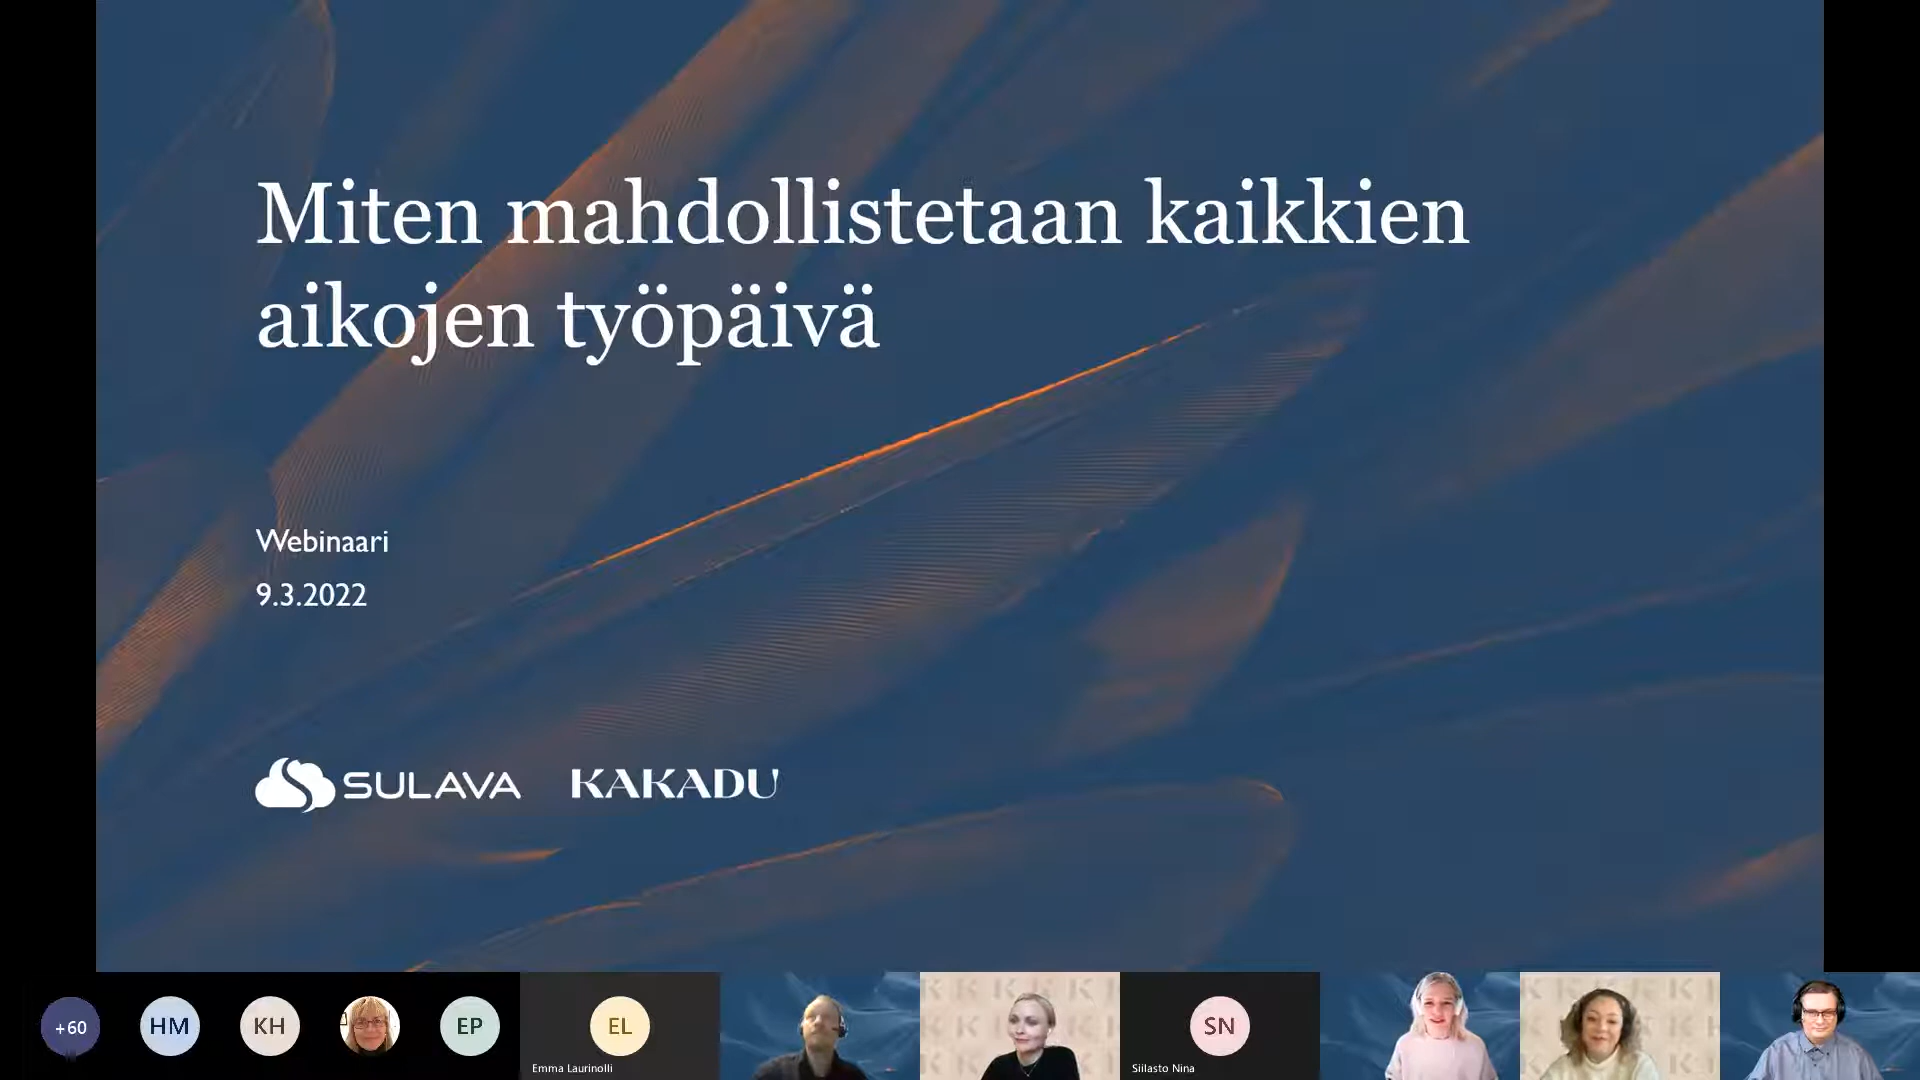 Miten mahdollistetaan kaikkien
aikojen työpäivä
Webinaari
9.3.2022
SULAVA KAKADU
+60 HM KH EP EL SN
Emma Laurinolli Siilasto Nina